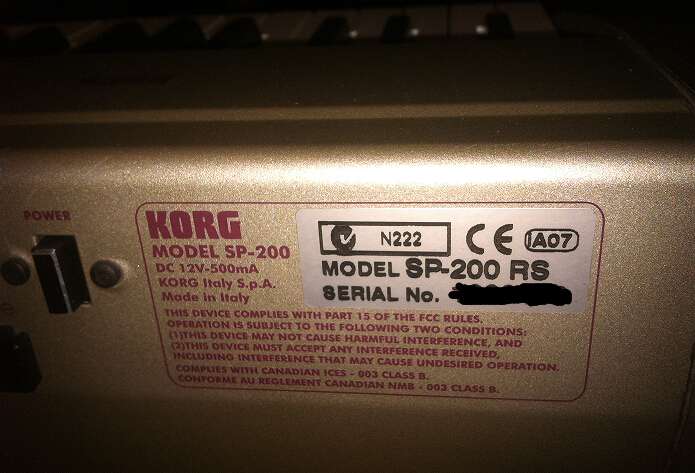 POWER
KORG
MODEL SP-200
DC 12V-500mA
KORG Italy S.p.A.
Made in Italy
N222
CE IA07
MODEL SP-200 RS
SERIAL No.
THIS DEVICE COMPLIES WITH PART 15 OF THE FCC RULES.
OPERATION IS SUBJECT TO THE FOLLOWING TWO CONDITIONS:
(1)THIS DEVICE MAY NOT CAUSE HARMFUL INTERFERENCE, AND
(2)THIS DEVICE MUST ACCEPT ANY INTERFERENCE RECEIVED,
INCLUDING INTERFERENCE THAT MAY CAUSE UNDESIRED OPERATION.
COMPLIES WITH CANADIAN ICES - 003 CLASS B.
CONFORME AU REGLEMENT CANADIAN NMB - 003 CLASS B.